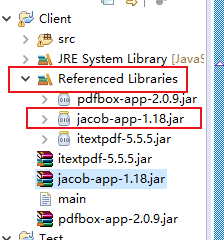 Client
src
JRE System Library [JavaS
Referenced Libraries
pdfbox-app-2.0.9.jar
jacob-app-1.18.jar
itextpdf-5.5.5.jar
itextpdf-5.5.5.jar
jacob-app-1.18.jar
main
pdfbox-app-2.0.9.jar
Test